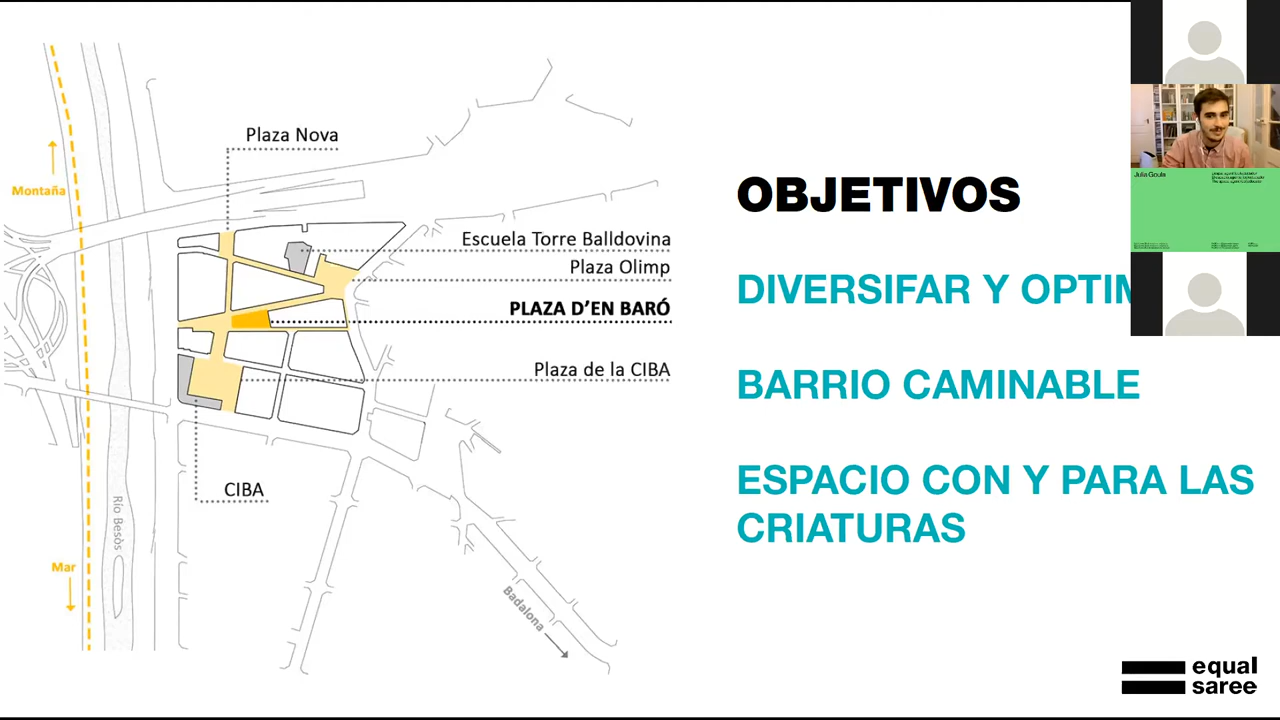 Plaza Nova
Montaña
Escuela Torre Balldovina
Plaza Olimp
PLAZA D'EN BARÓ
Plaza de la CIBA
CIBA
Río Besòs
Mar
Badalona
OBJETIVOS
DIVERSIFAR Y OPTIM
BARRIO CAMINABLE
ESPACIO CON Y PARA LAS
CRIATURAS
Julia Goula
equal
saree